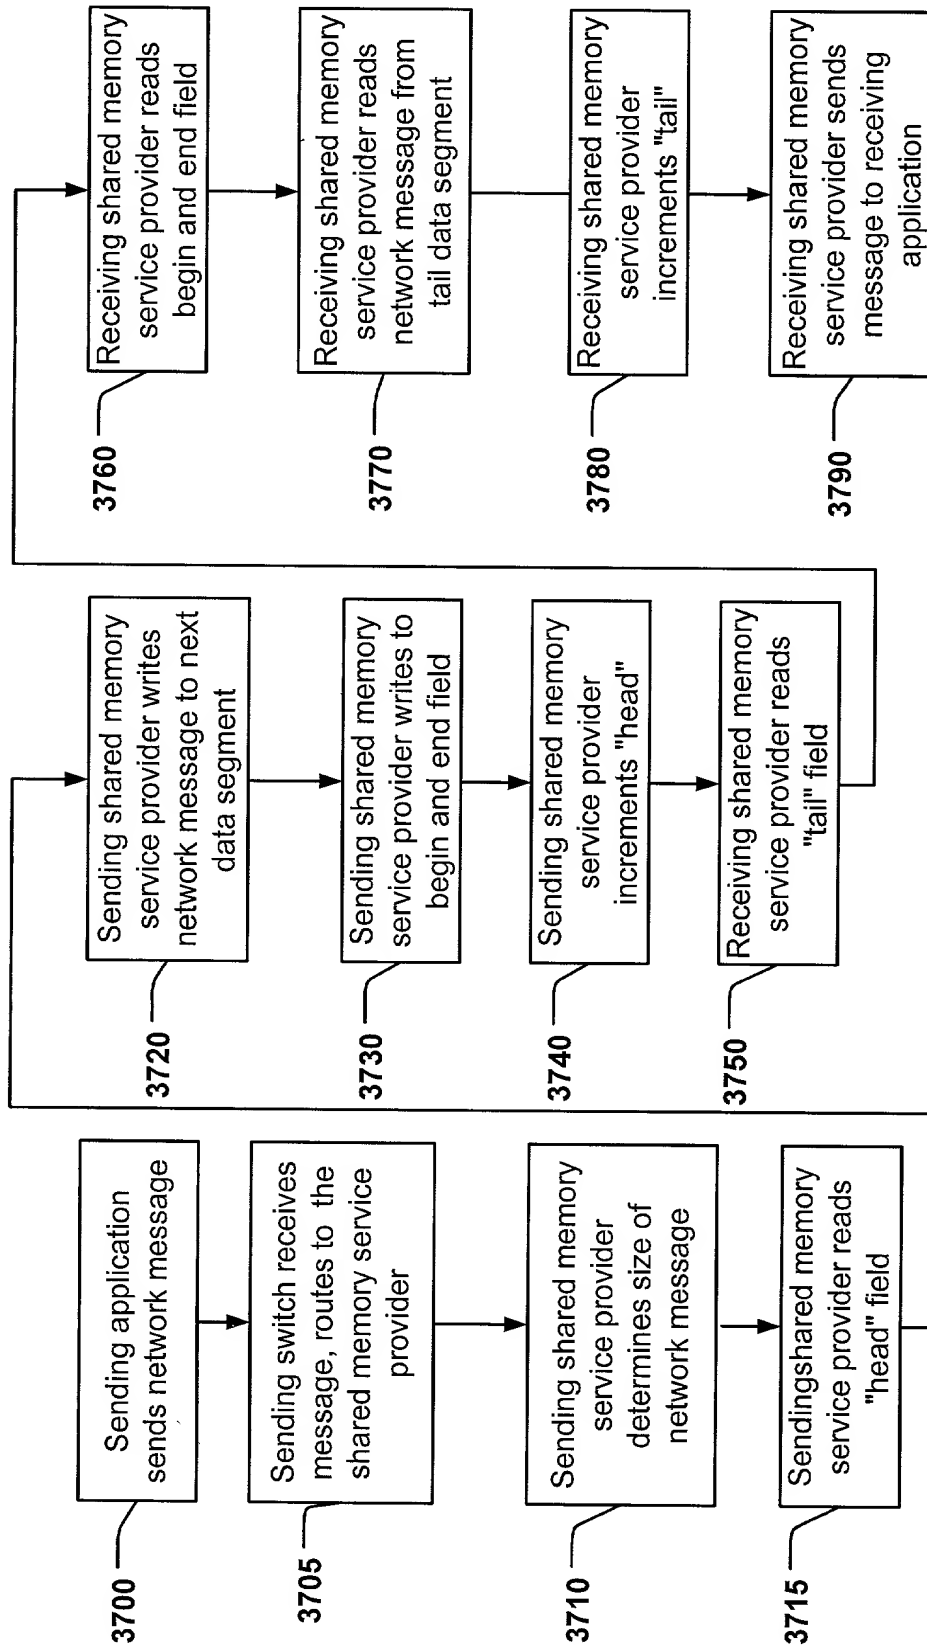 3700
Sending application
sends network message
3705
Sending switch receives
message, routes to the
shared memory service
provider
3710
Sending shared memory
service provider
determines size of
network message
3715
Sendingshared memory
service provider reads
"head" field
3720
Sending shared memory
service provider writes
network message to next
data segment
3730
Sending shared memory
service provider writes to
begin and end field
3740
Sending shared memory
service provider
increments "head"
3750
Receiving shared memory
service provider reads
"tail" field
3760
Receiving shared memory
service provider reads
begin and end field
3770
Receiving shared memory
service provider reads
network message from
tail data segment
3780
Receiving shared memory
service provider
increments "tail"
3790
Receiving shared memory
service provider sends
message to receiving
application